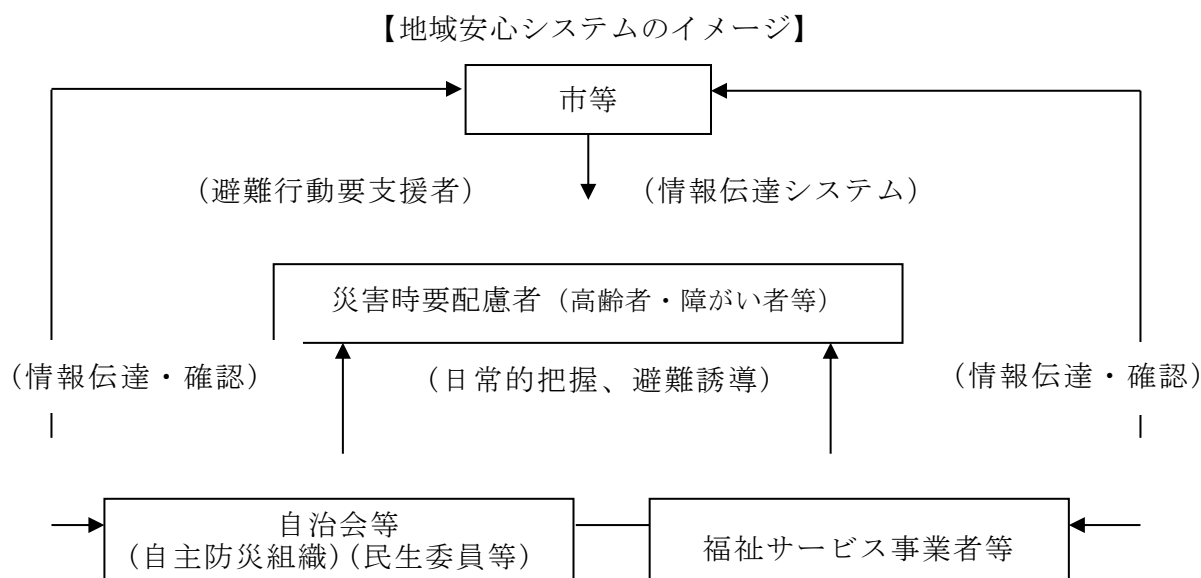 【地域安心システムのイメージ】
市等
(避難行動要支援者)
(情報伝達システム)
災害時要配慮者(高齢者・障がい者等)
(情報伝達・確認)
(日常的把握、避難誘導)
(情報伝達・確認)
自治会等
(自主防災組織)(民生委員等)
福祉サービス事業者等